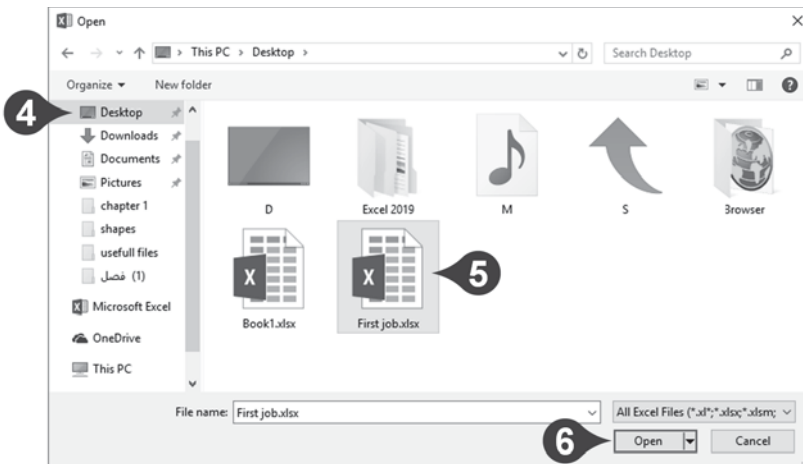 Open
This PC > Desktop >
Search Desktop
Organize
New folder
4
Desktop
Downloads
Documents
Pictures
chapter 1
shapes
usefull files
فصل (1)
Microsoft Excel
OneDrive
This PC
D
Excel 2019
M
S
Browser
X
Book1.xlsx
X
First job.xlsx
5
File name: First job.xlsx
All Excel Files (*.xl*;*.xlsx;*.xlsm;
6
Open
Cancel